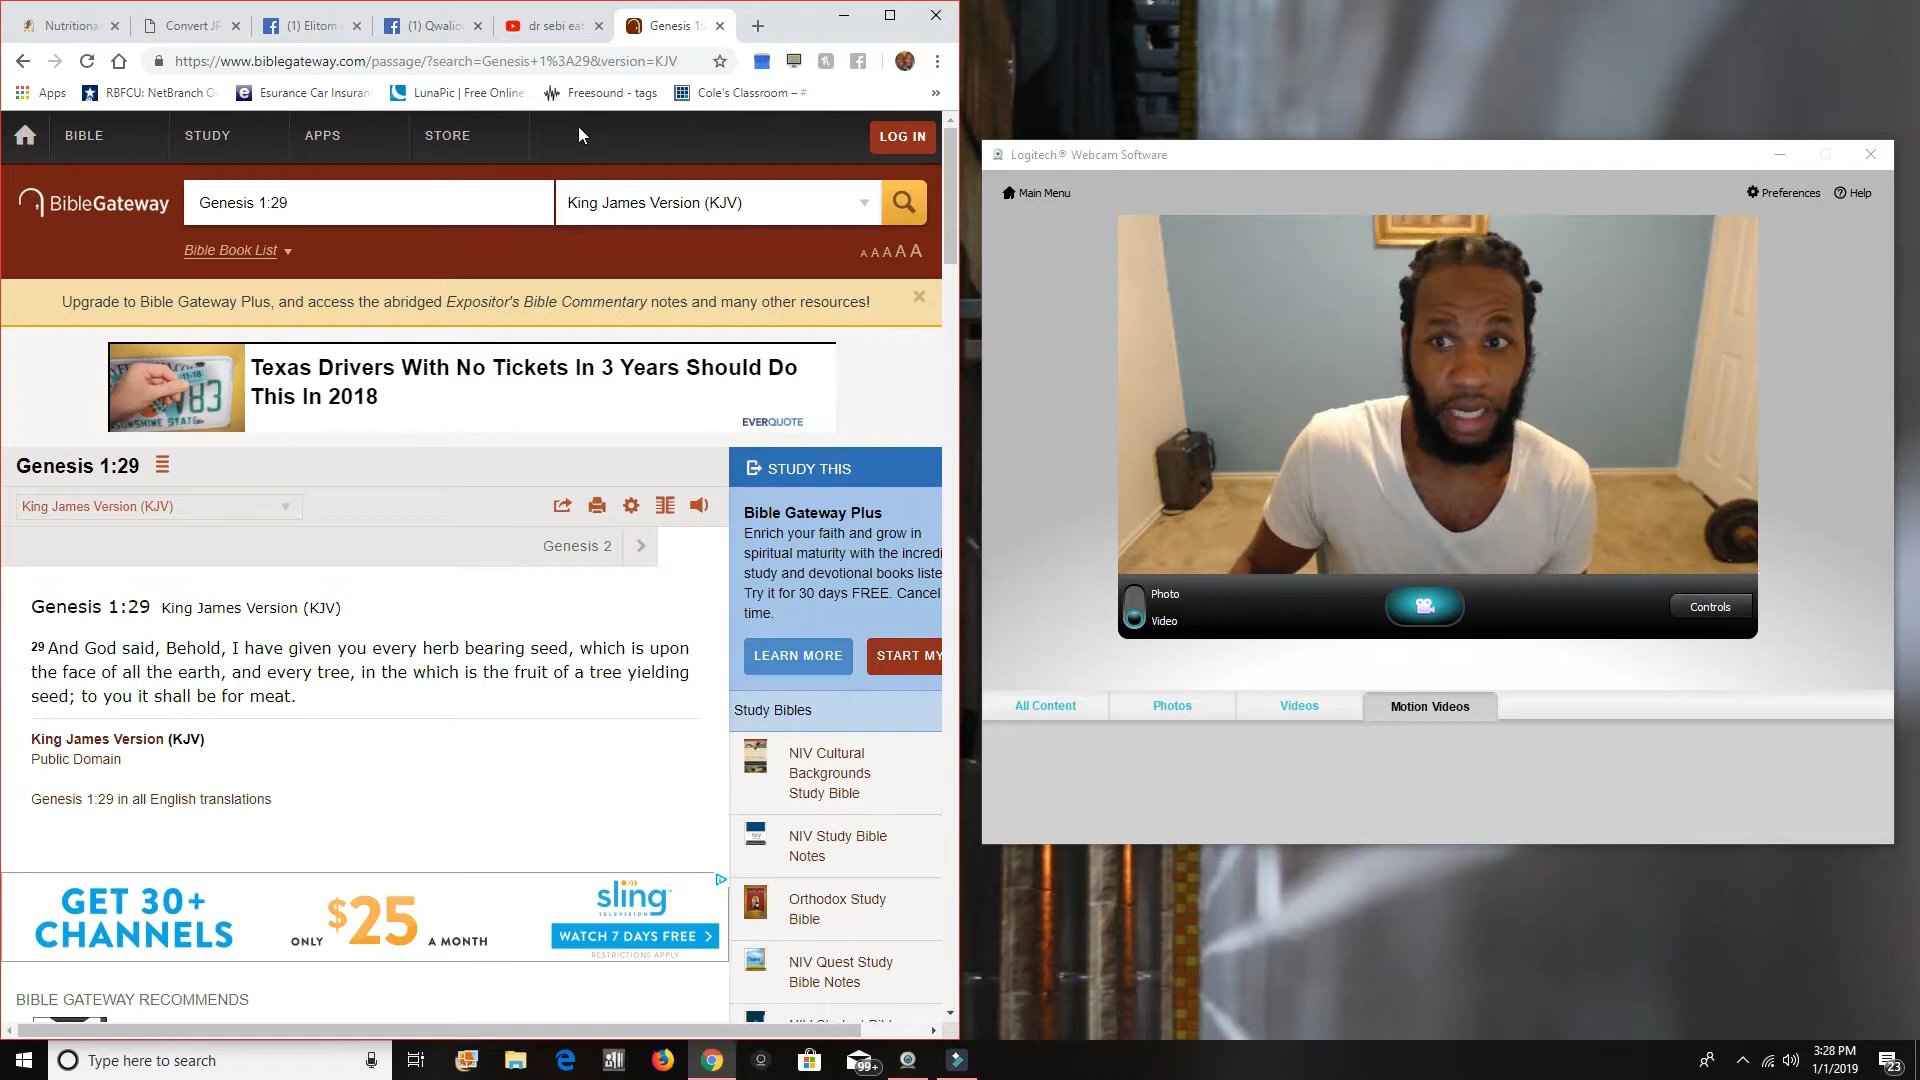 Nutritional
Convert JP
(1) Elitom
(1) Qwalio
dr sebi eat
Genesis 1:2
https://www.biblegateway.com/passage/?search=Genesis+1%3A29&version=KJV
Apps
RBFCU: NetBranch O
Esurance Car Insuran
LunaPic | Free Online
Freesound - tags
Cole's Classroom – #
»
BIBLE
STUDY
APPS
STORE
LOG IN
BibleGateway
Genesis 1:29
King James Version (KJV)
Bible Book List
A A A A A
Upgrade to Bible Gateway Plus, and access the abridged Expositor's Bible Commentary notes and many other resources!
11-18
V83
SUNSHINE STATE
Texas Drivers With No Tickets In 3 Years Should Do
This In 2018
EVERQUOTE
Genesis 1:29
King James Version (KJV)
Genesis 2
Genesis 1:29 King James Version (KJV)
29 And God said, Behold, I have given you every herb bearing seed, which is upon
the face of all the earth, and every tree, in the which is the fruit of a tree yielding
seed; to you it shall be for meat.
King James Version (KJV)
Public Domain
Genesis 1:29 in all English translations
GET 30+
CHANNELS
ONLY $25 A MONTH
sling
TELEVISION
WATCH 7 DAYS FREE >
RESTRICTIONS APPLY
BIBLE GATEWAY RECOMMENDS
STUDY THIS
Bible Gateway Plus
Enrich your faith and grow in
spiritual maturity with the incredi
study and devotional books liste
Try it for 30 days FREE. Cancel
time.
LEARN MORE
START MY
Study Bibles
NIV Cultural
Backgrounds
Study Bible
NIV Study Bible
Notes
Orthodox Study
Bible
NIV Quest Study
Bible Notes
Logitech® Webcam Software
Main Menu
Preferences
Help
Photo
Video
Controls
All Content
Photos
Videos
Motion Videos
Type here to search
99+
3:28 PM
1/1/2019
23